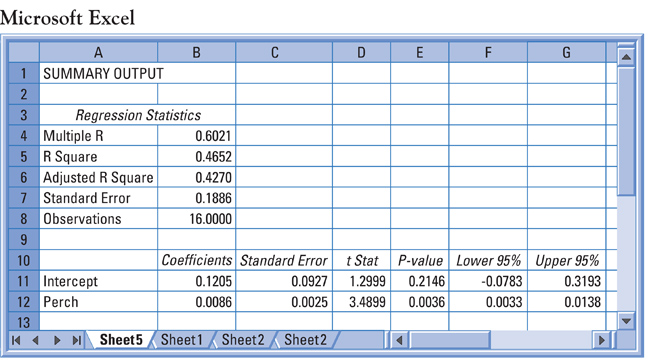 Microsoft Excel
A B C D E F G
1 SUMMARY OUTPUT
2
3 Regression Statistics
4 Multiple R 0.6021
5 R Square 0.4652
6 Adjusted R Square 0.4270
7 Standard Error 0.1886
8 Observations 16.0000
9
10 Coefficients Standard Error t Stat P-value Lower 95% Upper 95%
11 Intercept 0.1205 0.0927 1.2999 0.2146 -0.0783 0.3193
12 Perch 0.0086 0.0025 3.4899 0.0036 0.0033 0.0138
13
Sheet5 Sheet1 Sheet2 Sheet2